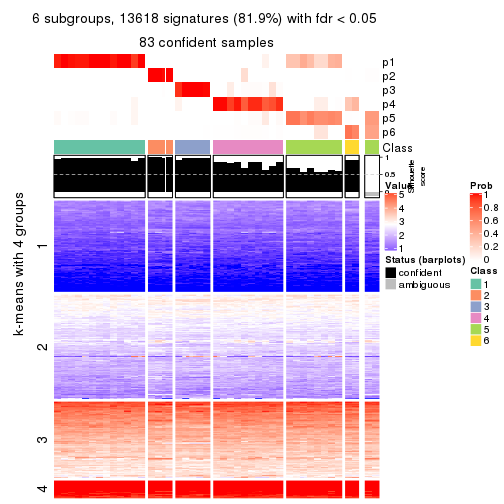 6 subgroups, 13618 signatures (81.9%) with fdr < 0.05
83 confident samples
p1
p2
p3
p4
p5
p6
Class
1
0.5
0
Silhouette
score
k-means with 4 groups
1
2
3
4
Value
5
4
3
2
1
Status (barplots)
confident
ambiguous
Prob
1
0.8
0.6
0.4
0.2
0
Class
1
2
3
4
5
6